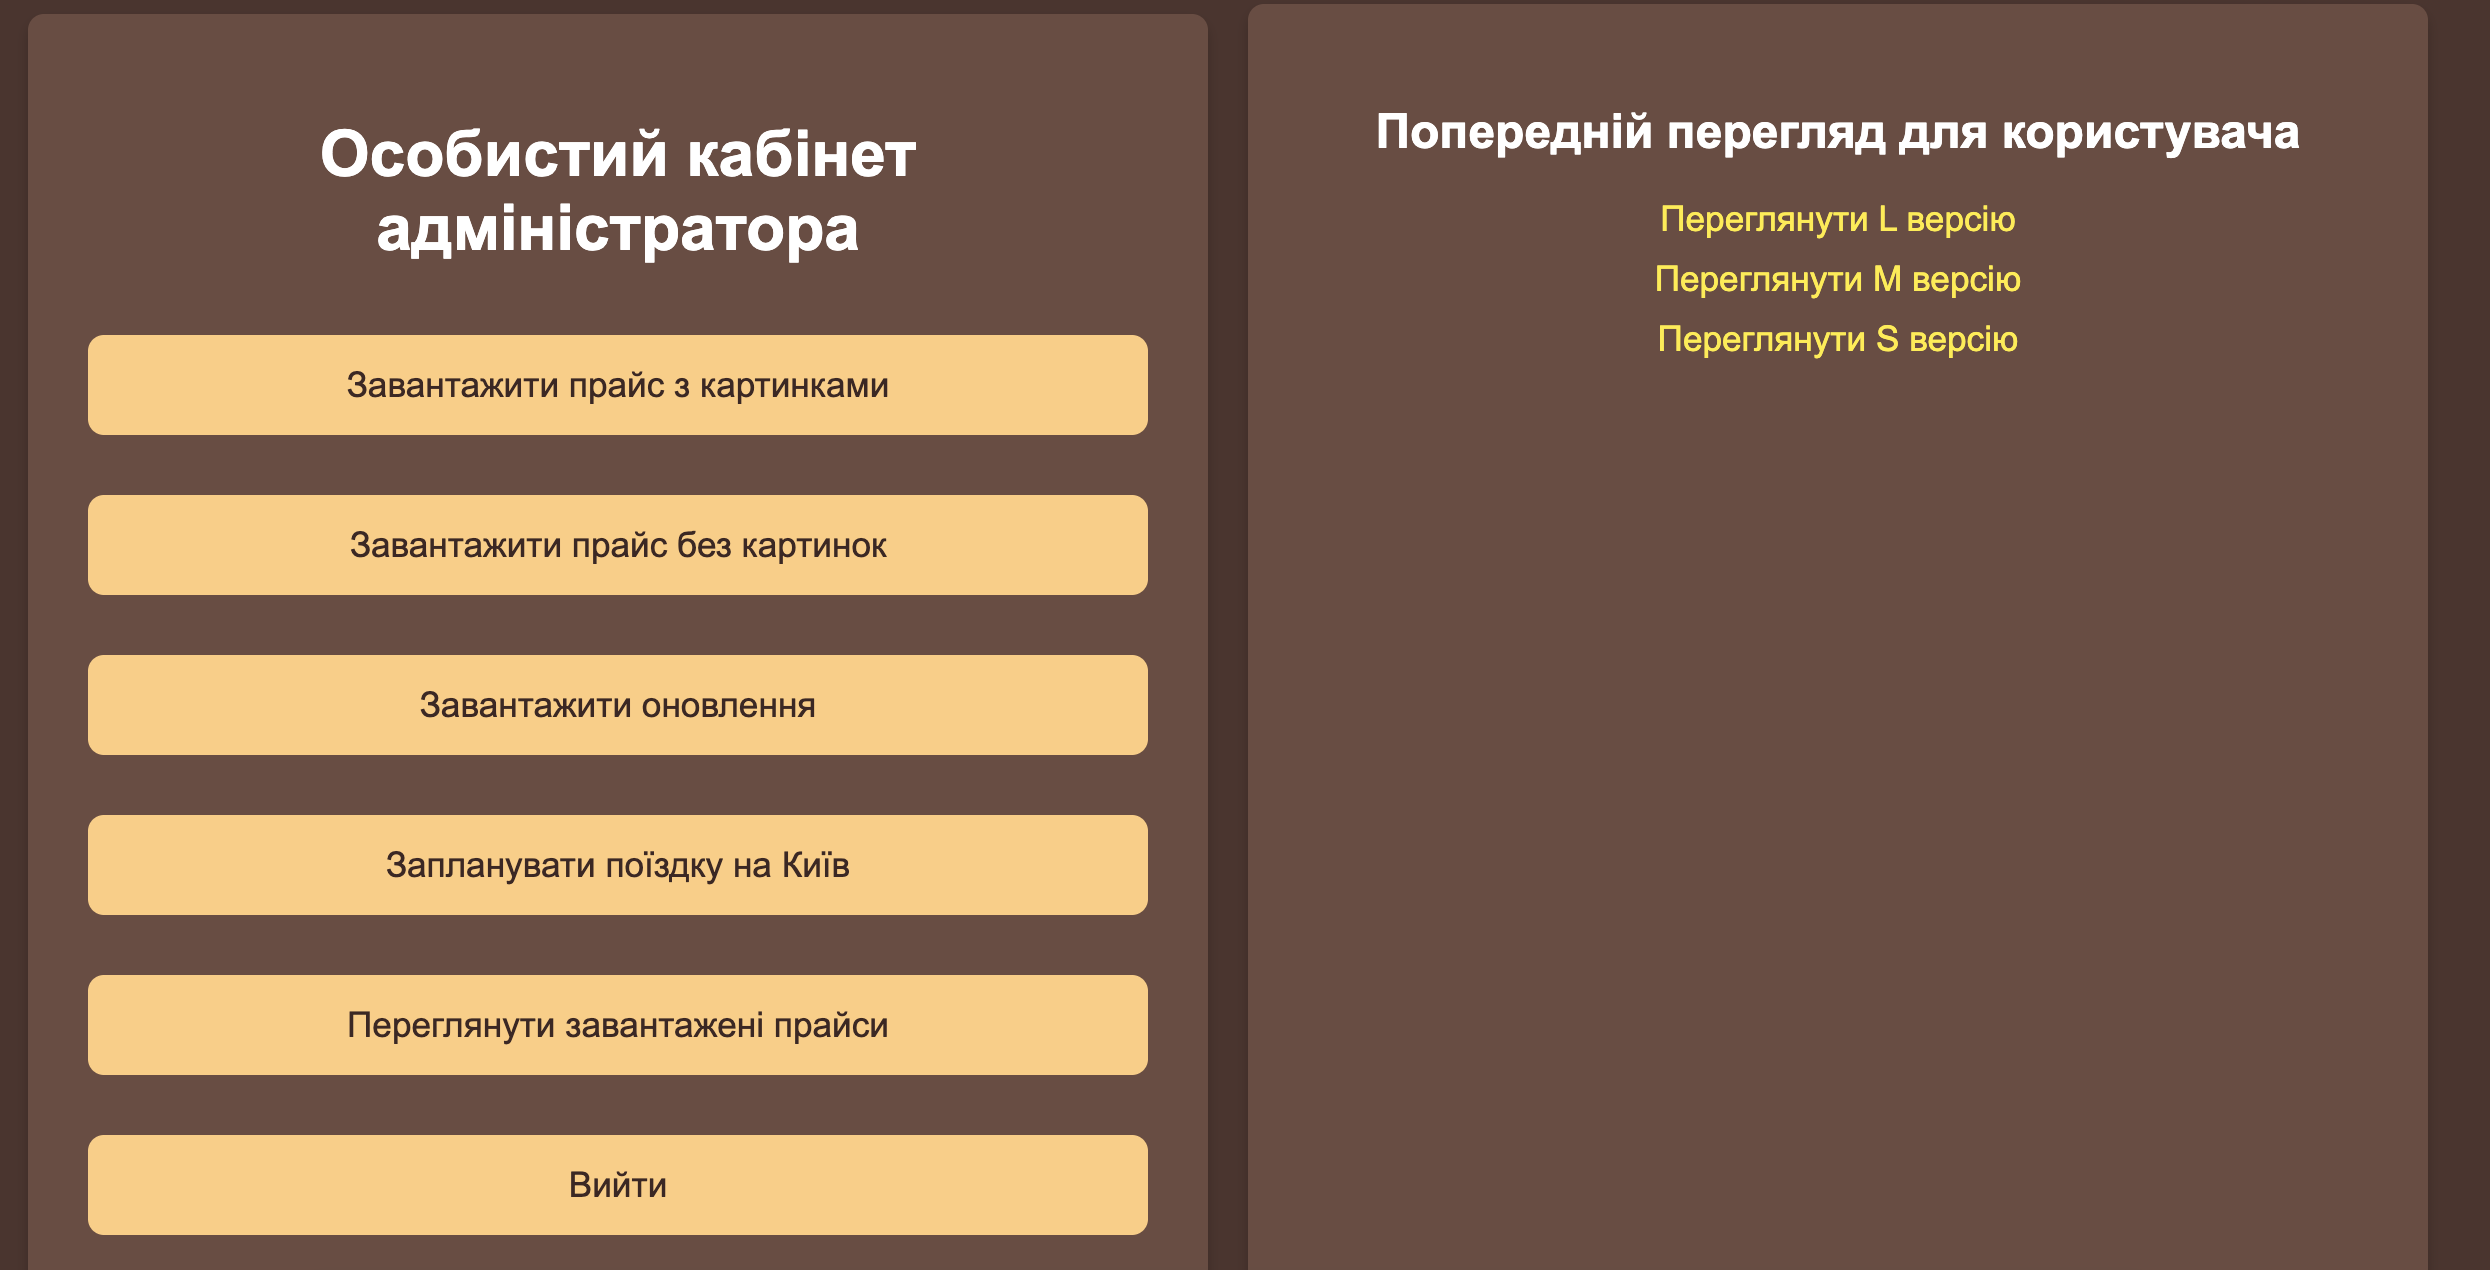 Особистий кабінет
адміністратора
Завантажити прайс з картинками
Завантажити прайс без картинок
Завантажити оновлення
Запланувати поїздку на Київ
Переглянути завантажені прайси
Вийти
Попередній перегляд для користувача
Переглянути L версію
Переглянути M версію
Переглянути S версію